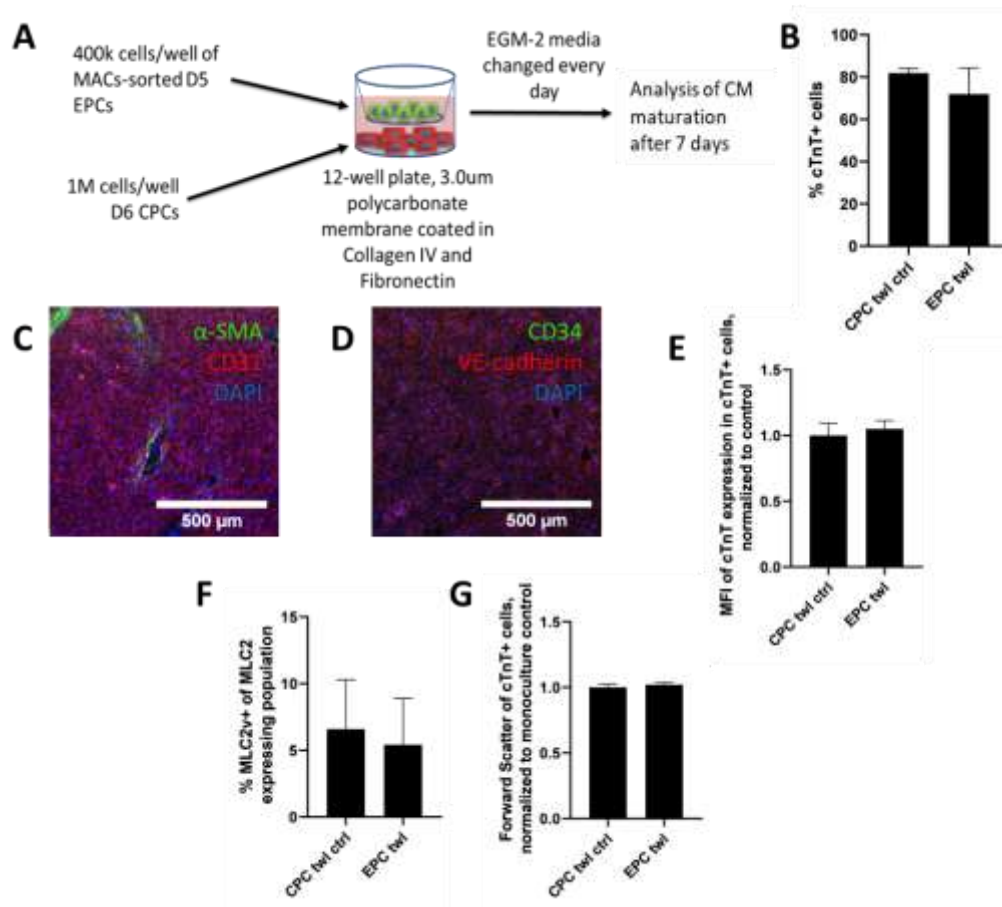 A
400k cells/well of
MACs-sorted D5
EPCs
1M cells/well
D6 CPCs
12-well plate, 3.0um
polycarbonate
membrane coated in
Collagen IV and
Fibronectin
EGM-2 media
changed every
day
Analysis of CM
maturation
after 7 days
B
% cTnT+ cells
100
80
60
40
20
0
CPC twl ctrl
EPC twl
C
α-SMA
CD31
DAPI
500 µm
D
CD34
VE-cadherin
DAPI
500 µm
E
MFI of cTnT expression in cTnT+ cells,
normalized to control
1.5
1.0
0.5
0.0
CPC twl ctrl
EPC twl
F
% MLC2v+ of MLC2
expressing population
15
10
5
0
CPC twl ctrl
EPC twl
G
Forward Scatter of cTnT+ cells,
normalized to monoculture control
1.5
1.0
0.5
0.0
CPC twl ctrl
EPC twl